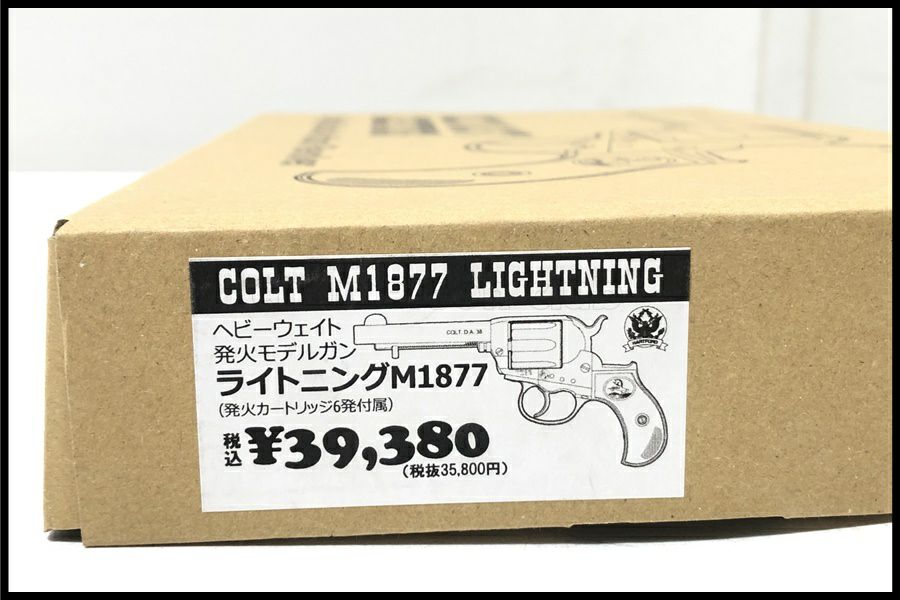 COLT M1877 LIGHTNING
ヘビーウェイト
発火モデルガン
ライトニングM1877
(発火カートリッジ6発付属)
税込 ¥39,380
(税抜35,800円)
COLT D.A. 38
HARTFORD